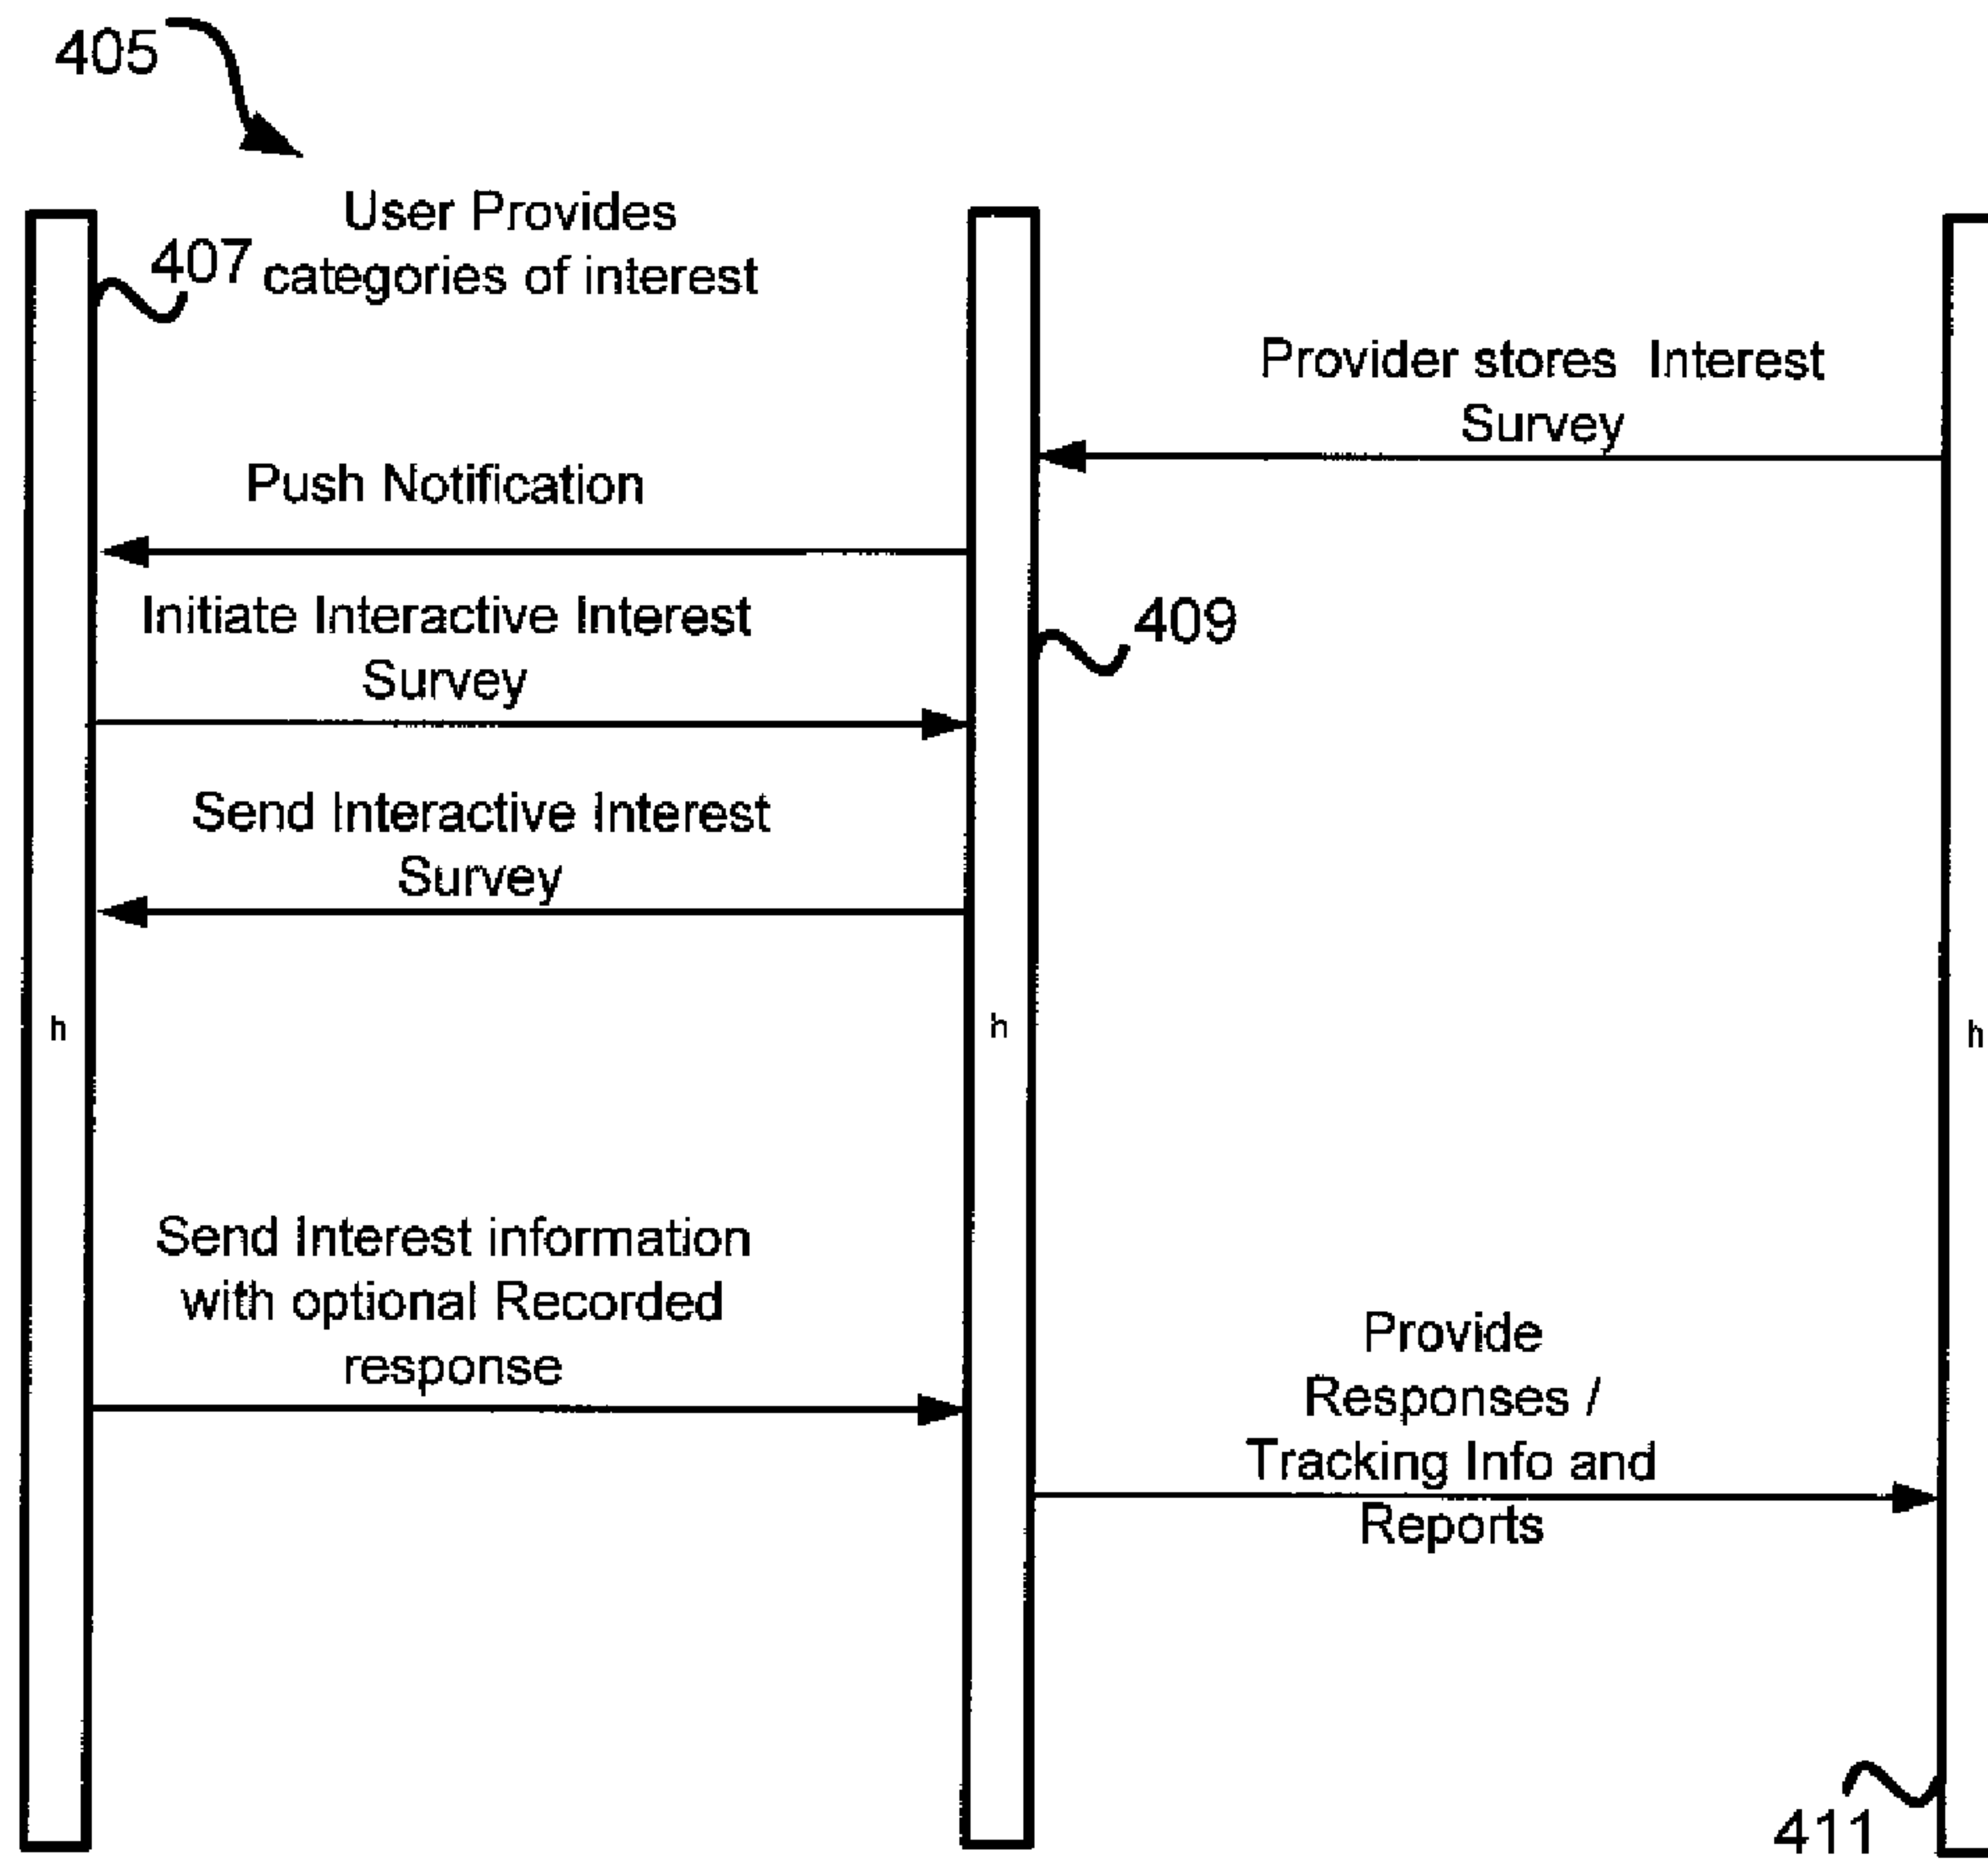 405
User Provides
categories of interest
407
Provider stores Interest
Survey
Push Notification
Initiate Interactive Interest
Survey
409
Send Interactive Interest
Survey
h
h
h
Send Interest information
with optional Recorded
response
Provide
Responses /
Tracking Info and
Reports
411